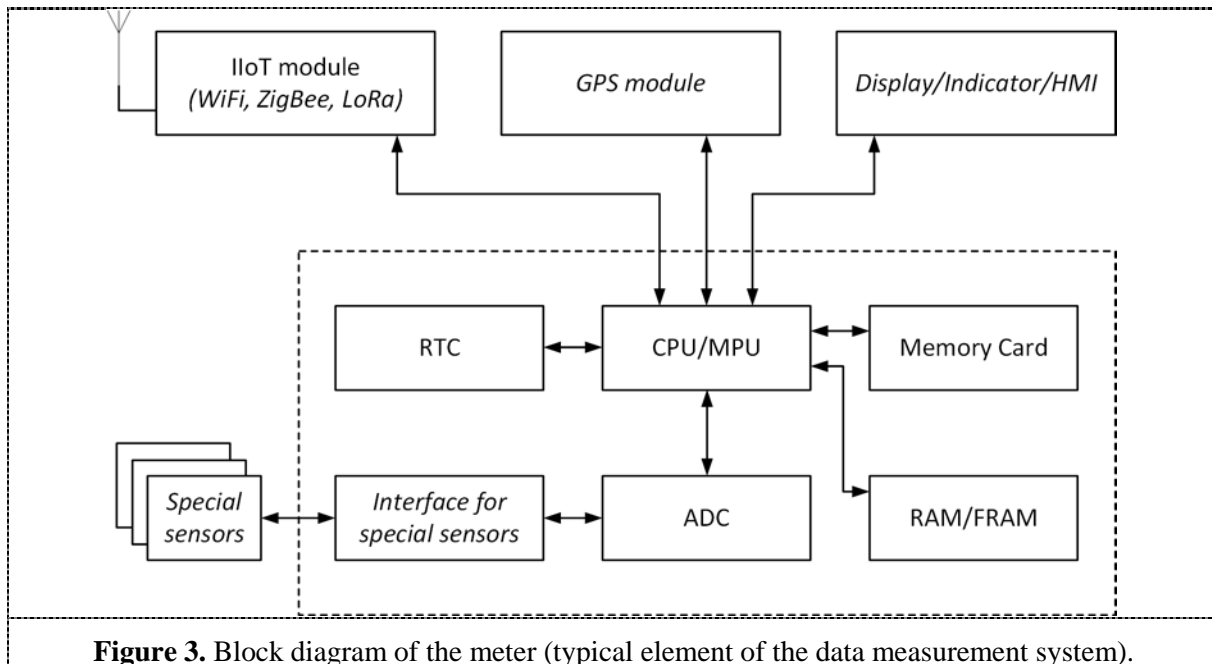 IIoT module
(WiFi, ZigBee, LoRa)
GPS module
Display/Indicator/HMI
RTC
CPU/MPU
Memory Card
Special
sensors
Interface for
special sensors
ADC
RAM/FRAM
Figure 3. Block diagram of the meter (typical element of the data measurement system).